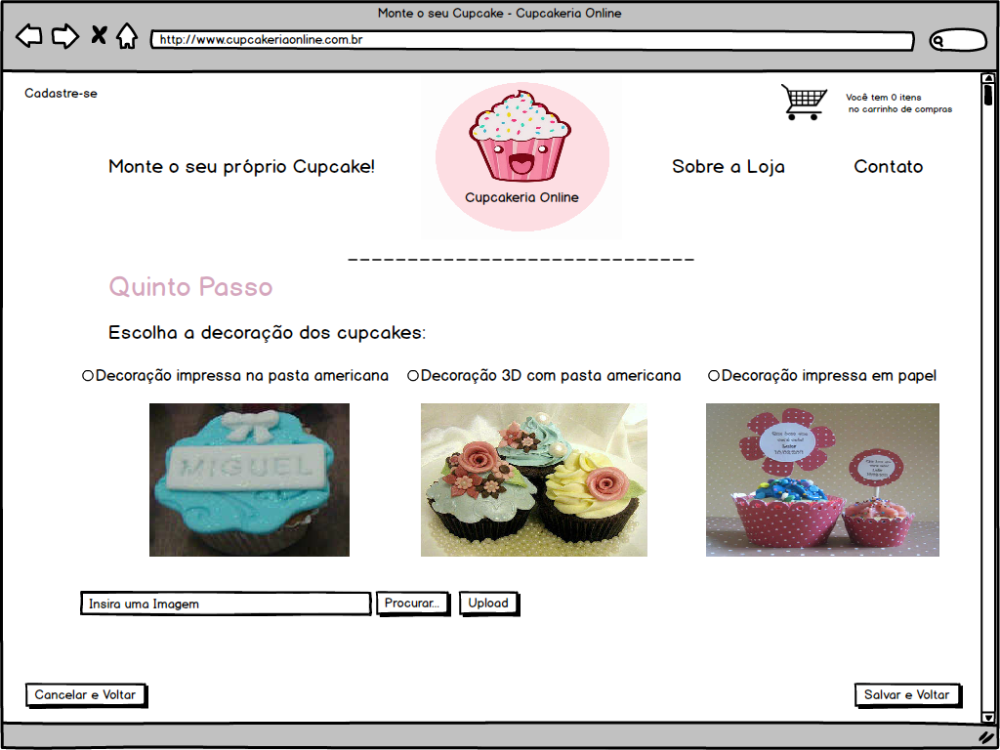 Monte o seu Cupcake - Cupcakeria Online
http://www.cupcakeriaonline.com.br
Cadastre-se
Você tem 0 itens
no carrinho de compras
Monte o seu próprio Cupcake!
Cupcakeria Online
Sobre a Loja
Contato
Quinto Passo
Escolha a decoração dos cupcakes:
Decoração impressa na pasta americana
Decoração 3D com pasta americana
Decoração impressa em papel
MIGUEL
Insira uma Imagem
Procurar...
Upload
Cancelar e Voltar
Salvar e Voltar